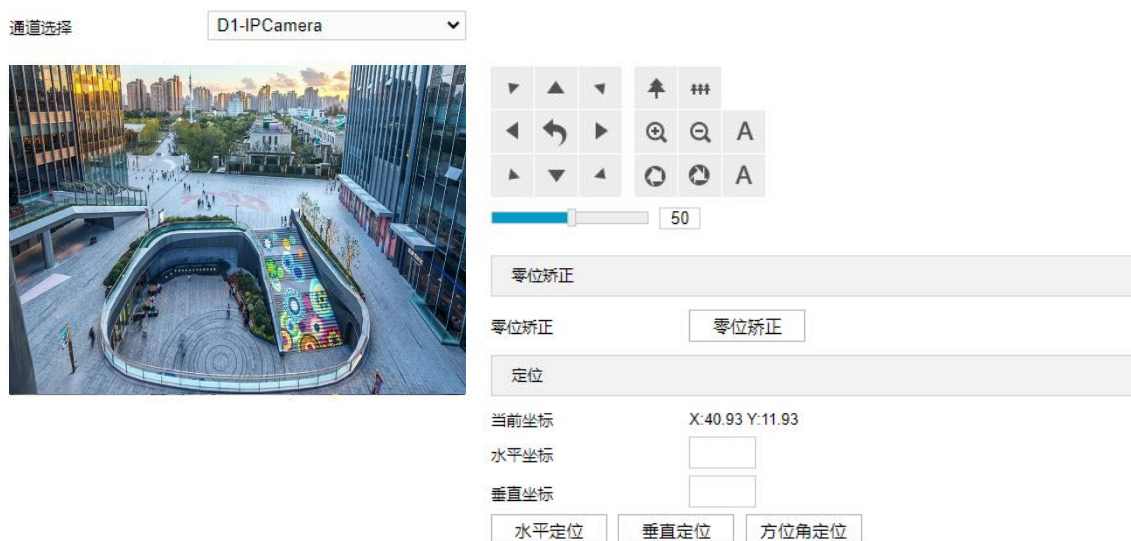 通道选择 D1-IPCamera
A
A
50
零位矫正
零位矫正 零位矫正
定位
当前坐标 X:40.93 Y:11.93
水平坐标
垂直坐标
水平定位 垂直定位 方位角定位